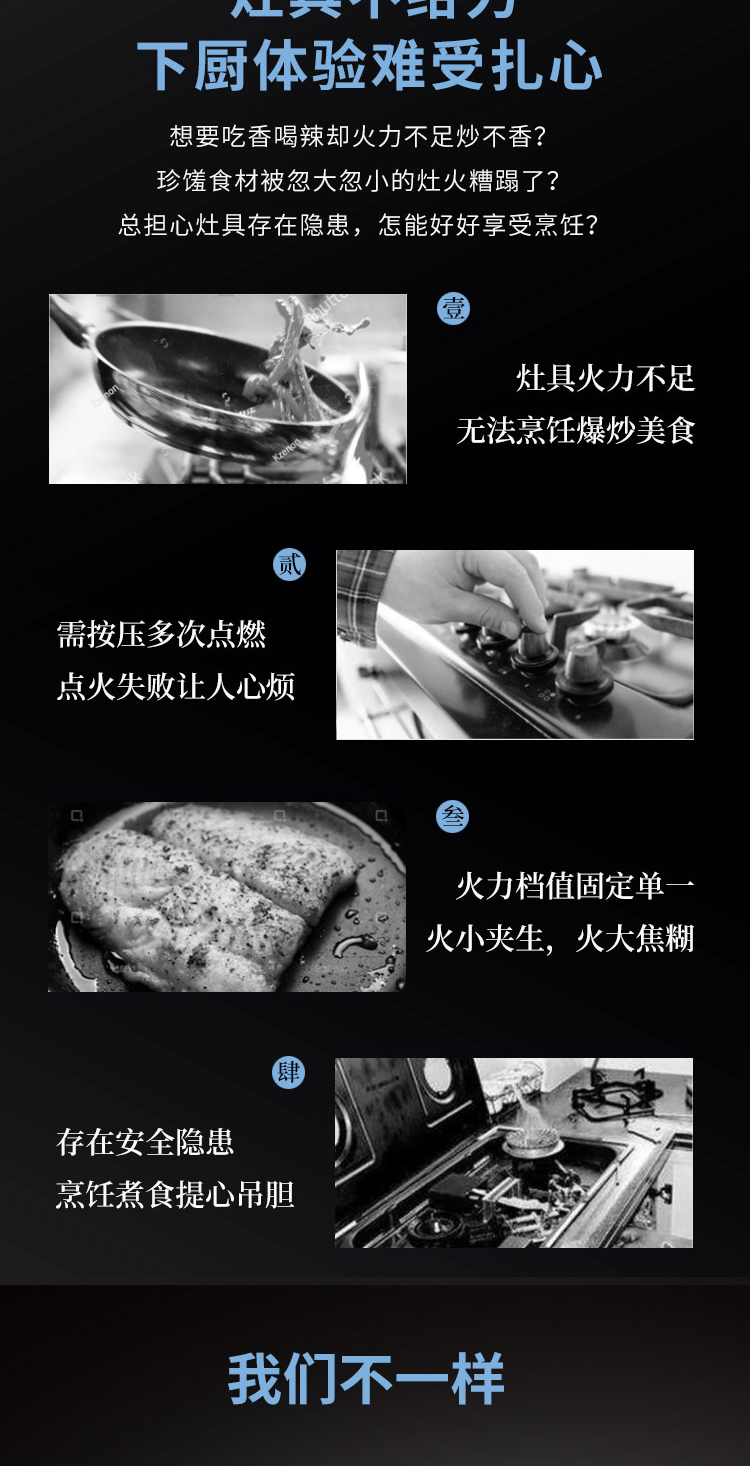 灶具不给力
下厨体验难受扎心
想要吃香喝辣却火力不足炒不香？
珍馐食材被忽大忽小的灶火糟蹋了？
总担心灶具存在隐患，怎能好好享受烹饪？
壹
灶具火力不足
无法烹饪爆炒美食
贰
需按压多次点燃
点火失败让人心烦
叁
火力档值固定单一
火小夹生，火大焦糊
肆
存在安全隐患
烹饪煮食提心吊胆
我们不一样
Kzenon